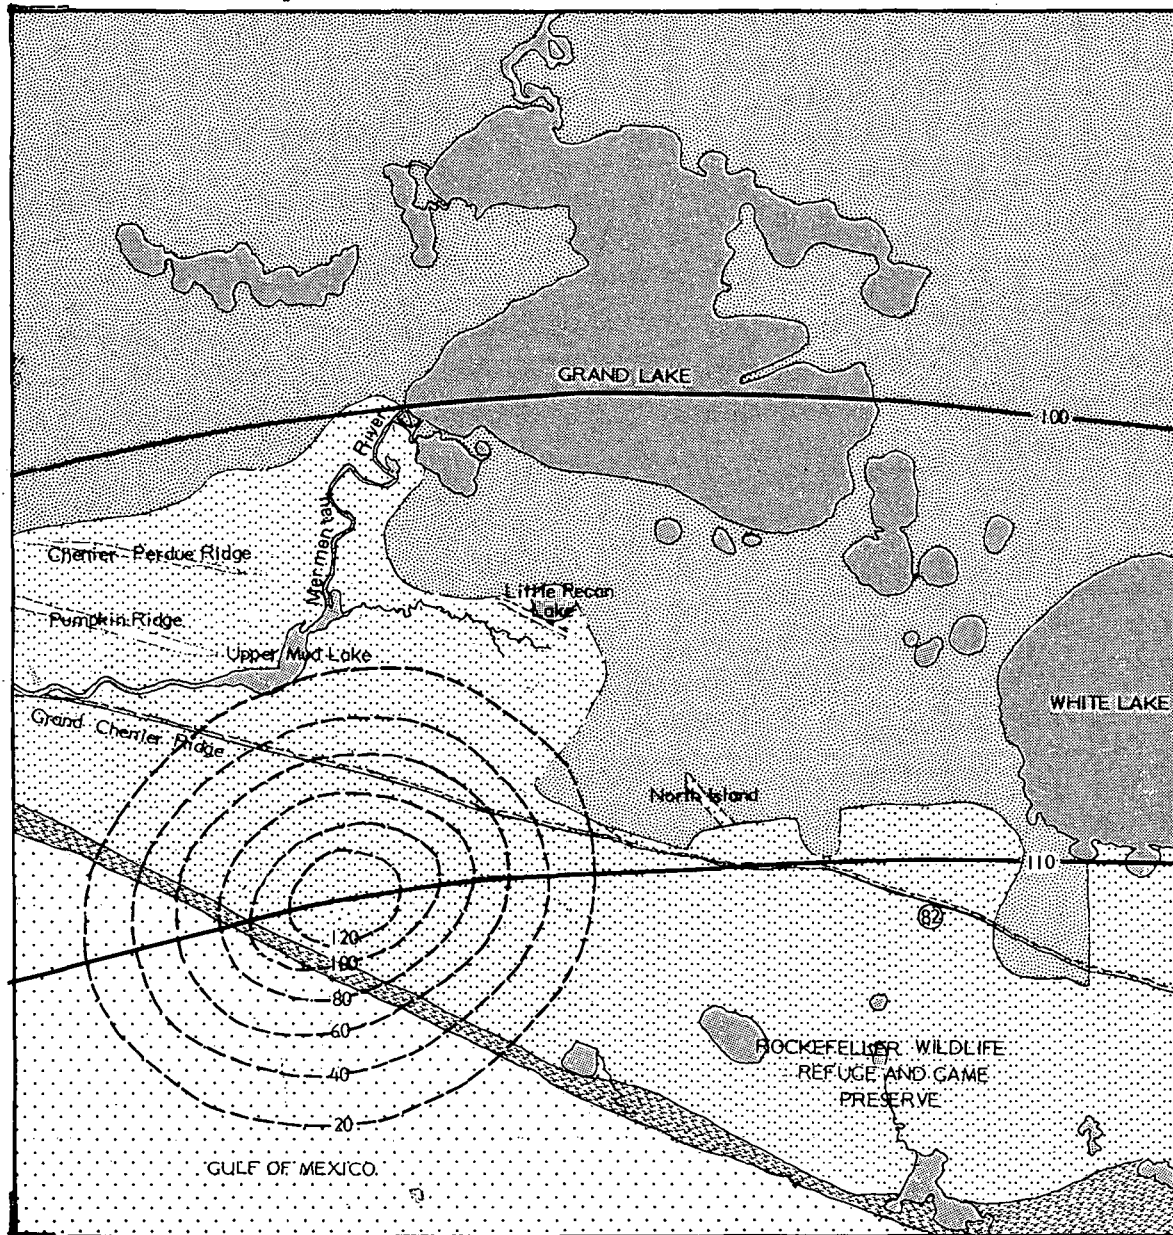 GRAND LAKE
100
River
Mermentau
Chenier Perdue Ridge
Little Pecan
Lake
Pumpkin Ridge
Upper Mud Lake
WHITE LAKE
Grand Chenier Ridge
North Island
110
82
120
100
80
60
40
20
ROCKEFELLER WILDLIFE
REFUGE AND GAME
PRESERVE
GULF OF MEXICO